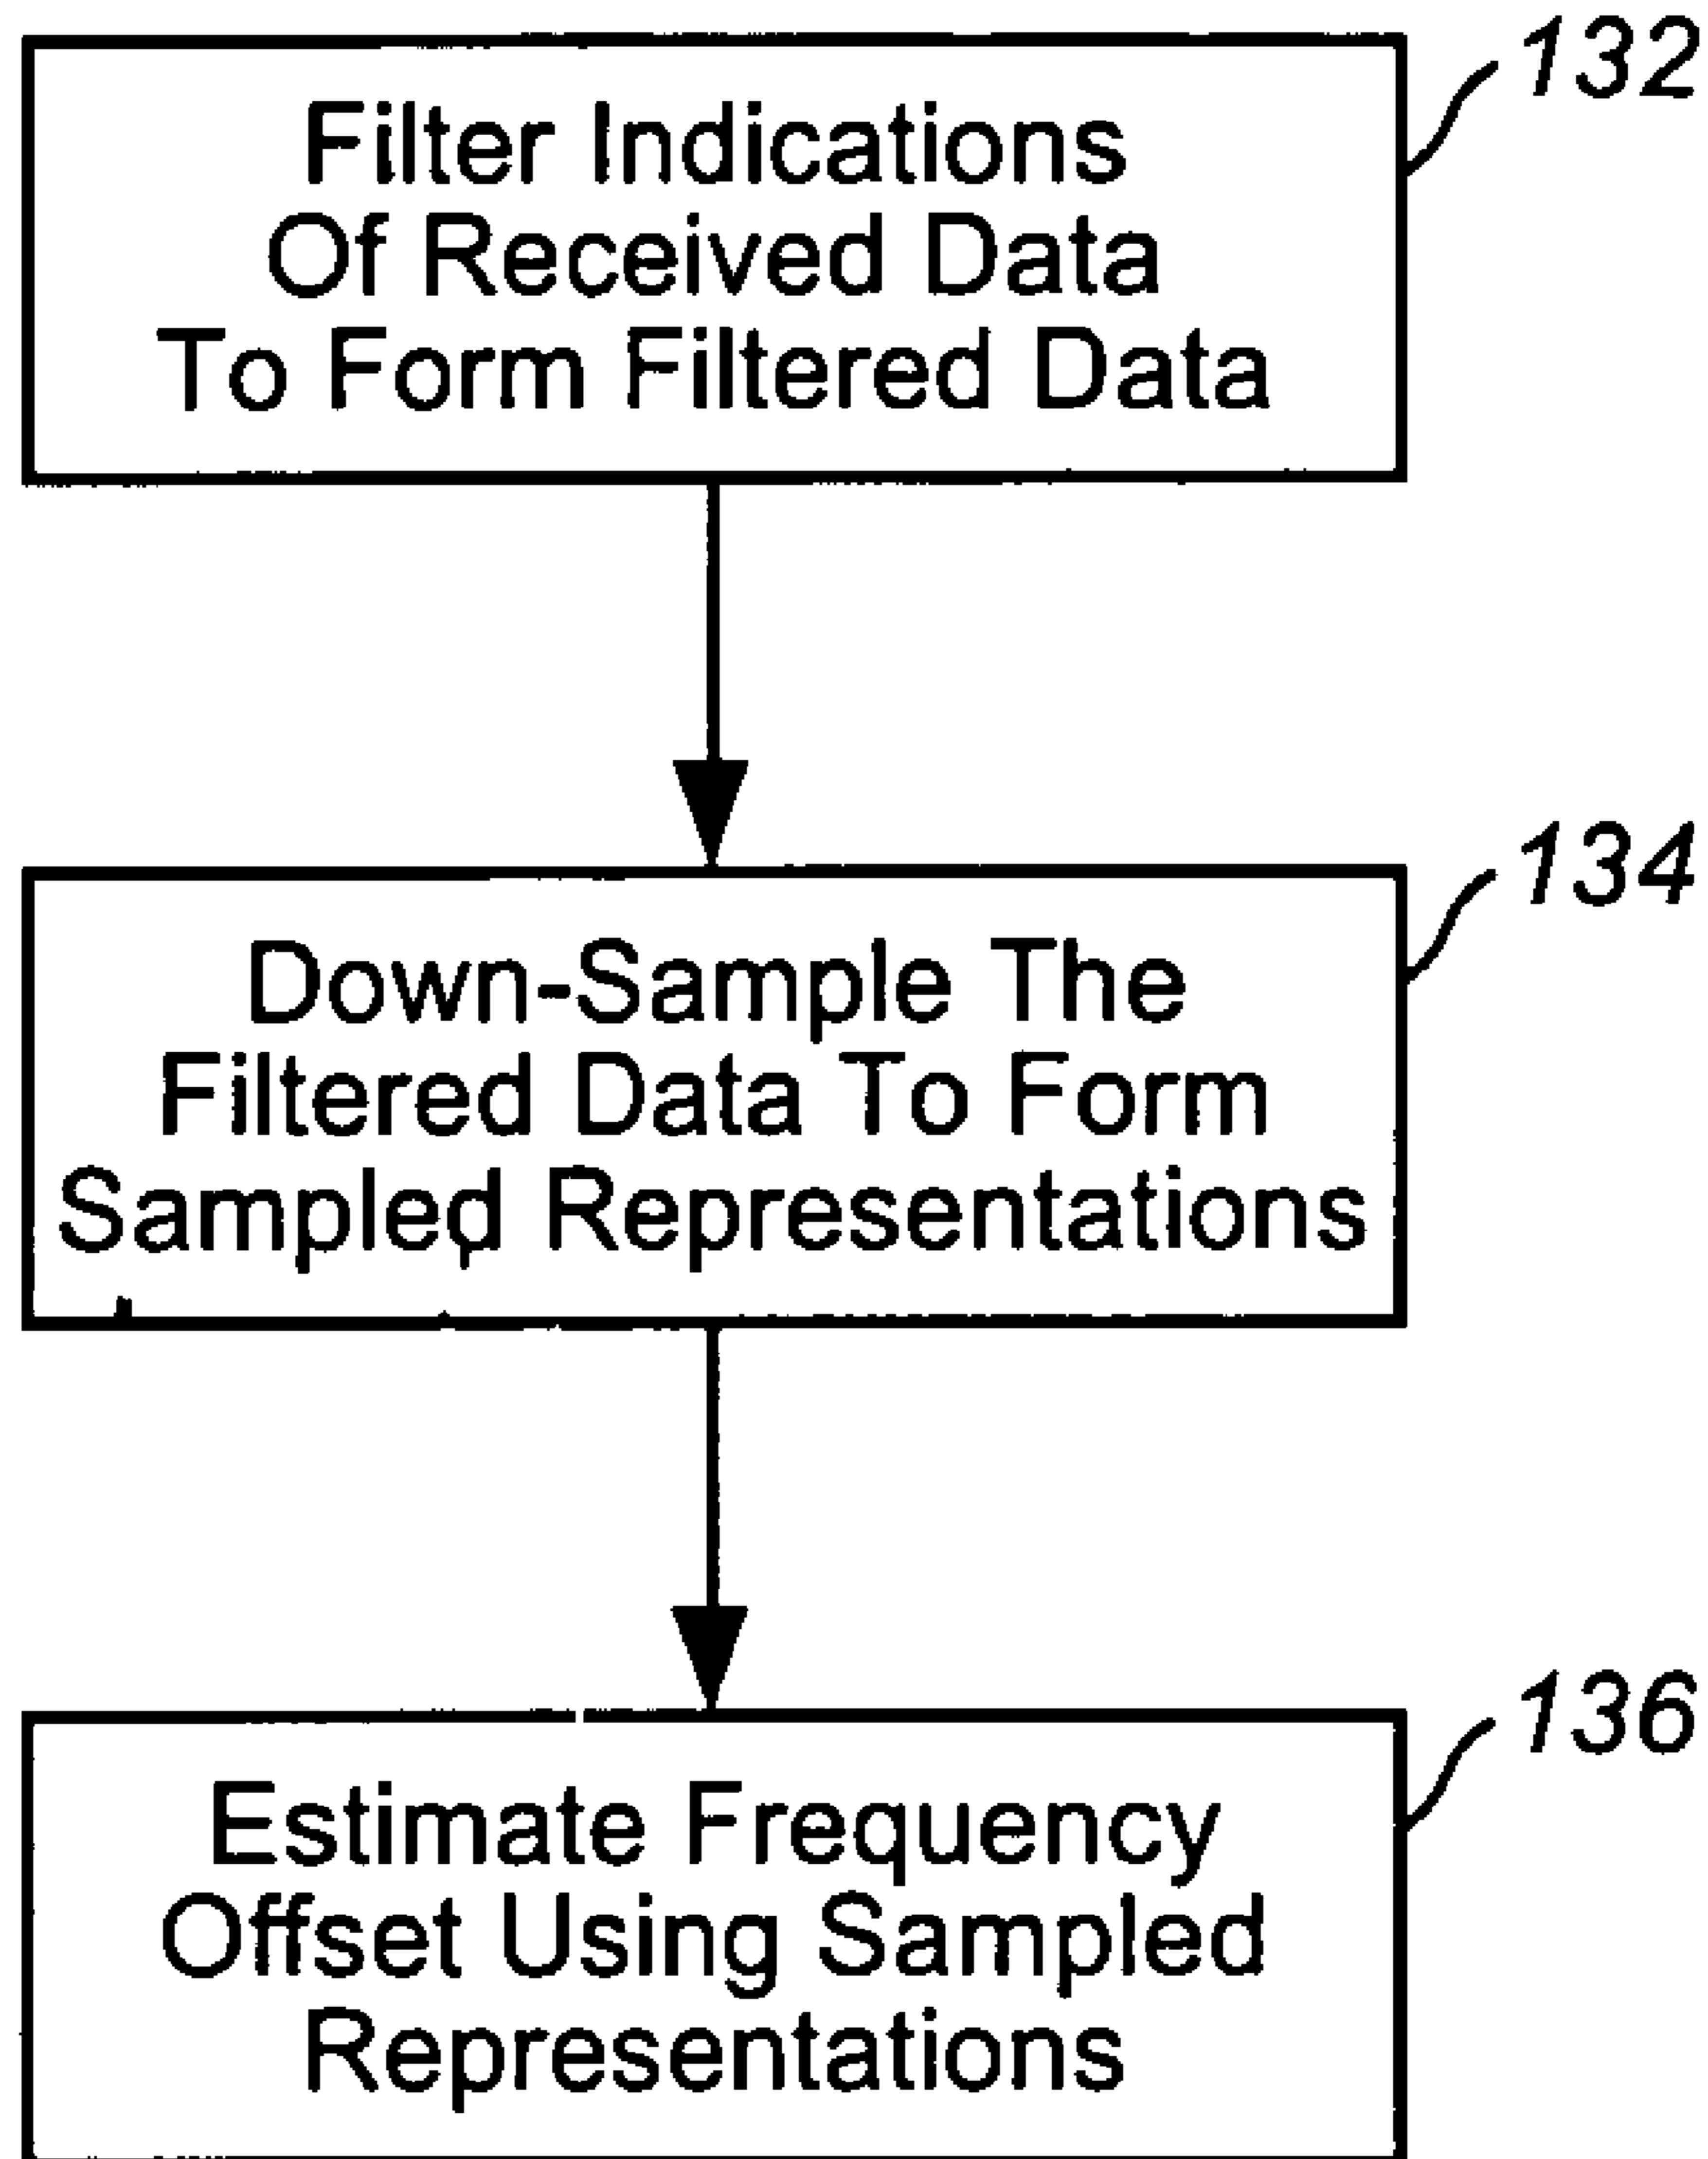 132
Filter Indications
Of Received Data
To Form Filtered Data
134
Down-Sample The
Filtered Data To Form
Sampled Representations
136
Estimate Frequency
Offset Using Sampled
Representations